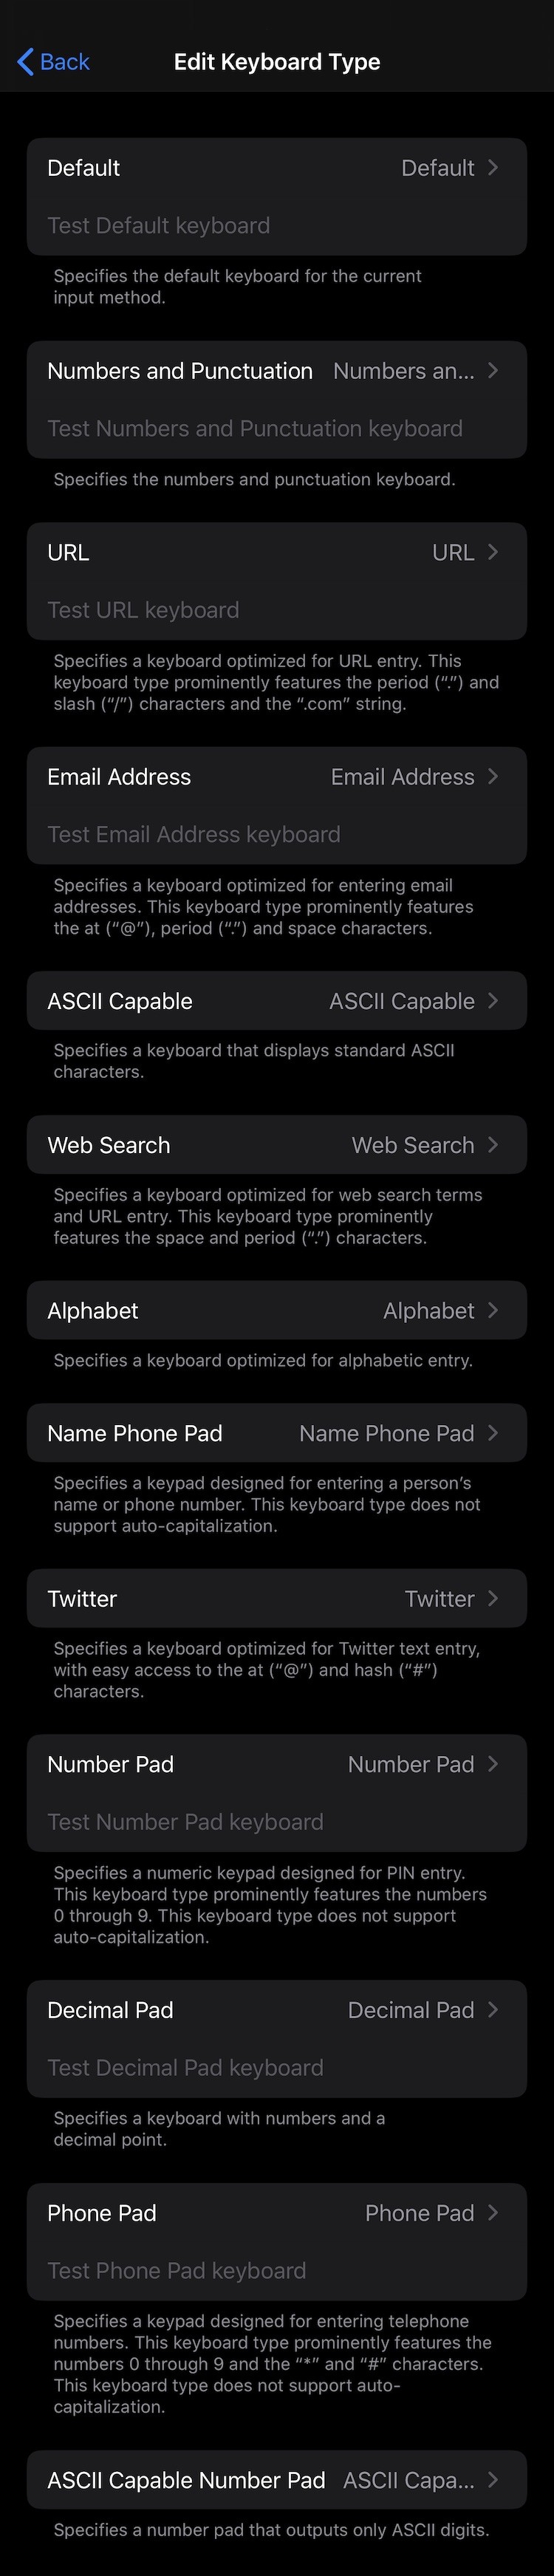 Back
Edit Keyboard Type
Default Default
Test Default keyboard
Specifies the default keyboard for the current
input method.
Numbers and Punctuation Numbers an...
Test Numbers and Punctuation keyboard
Specifies the numbers and punctuation keyboard.
URL URL
Test URL keyboard
Specifies a keyboard optimized for URL entry. This
keyboard type prominently features the period (“.”) and
slash (“/”) characters and the “.com” string.
Email Address Email Address
Test Email Address keyboard
Specifies a keyboard optimized for entering email
addresses. This keyboard type prominently features
the at (“@”), period (“.”) and space characters.
ASCII Capable ASCII Capable
Specifies a keyboard that displays standard ASCII
characters.
Web Search Web Search
Specifies a keyboard optimized for web search terms
and URL entry. This keyboard type prominently
features the space and period (“.”) characters.
Alphabet Alphabet
Specifies a keyboard optimized for alphabetic entry.
Name Phone Pad Name Phone Pad
Specifies a keypad designed for entering a person’s
name or phone number. This keyboard type does not
support auto-capitalization.
Twitter Twitter
Specifies a keyboard optimized for Twitter text entry,
with easy access to the at (“@”) and hash (“#”)
characters.
Number Pad Number Pad
Test Number Pad keyboard
Specifies a numeric keypad designed for PIN entry.
This keyboard type prominently features the numbers
0 through 9. This keyboard type does not support
auto-capitalization.
Decimal Pad Decimal Pad
Test Decimal Pad keyboard
Specifies a keyboard with numbers and a
decimal point.
Phone Pad Phone Pad
Test Phone Pad keyboard
Specifies a keypad designed for entering telephone
numbers. This keyboard type prominently features the
numbers 0 through 9 and the “*” and “#” characters.
This keyboard type does not support auto-
capitalization.
ASCII Capable Number Pad ASCII Capa...
Specifies a number pad that outputs only ASCII digits.